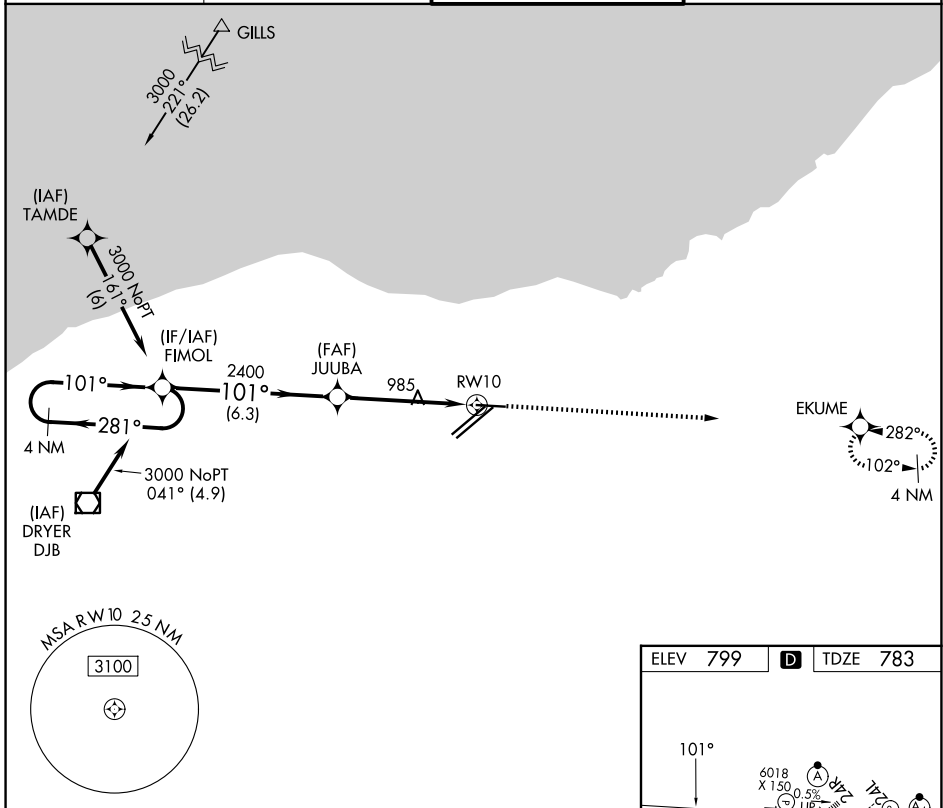 GILLS
3000
221°
(26.2)
(IAF)
TAMDE
3000 NoPT
161°
(6)
(IF/IAF)
FIMOL
101°
281°
4 NM
2400
101°
(6.3)
(FAF)
JUUBA
985
RW10
EKUME
282°
102°
4 NM
3000 NoPT
041° (4.9)
(IAF)
DRYER
DJB
MSA RW10 25 NM
3100
ELEV 799 D TDZE 783
101°
6018
X 150
0.5%
UP
P
A
24R
24L
A